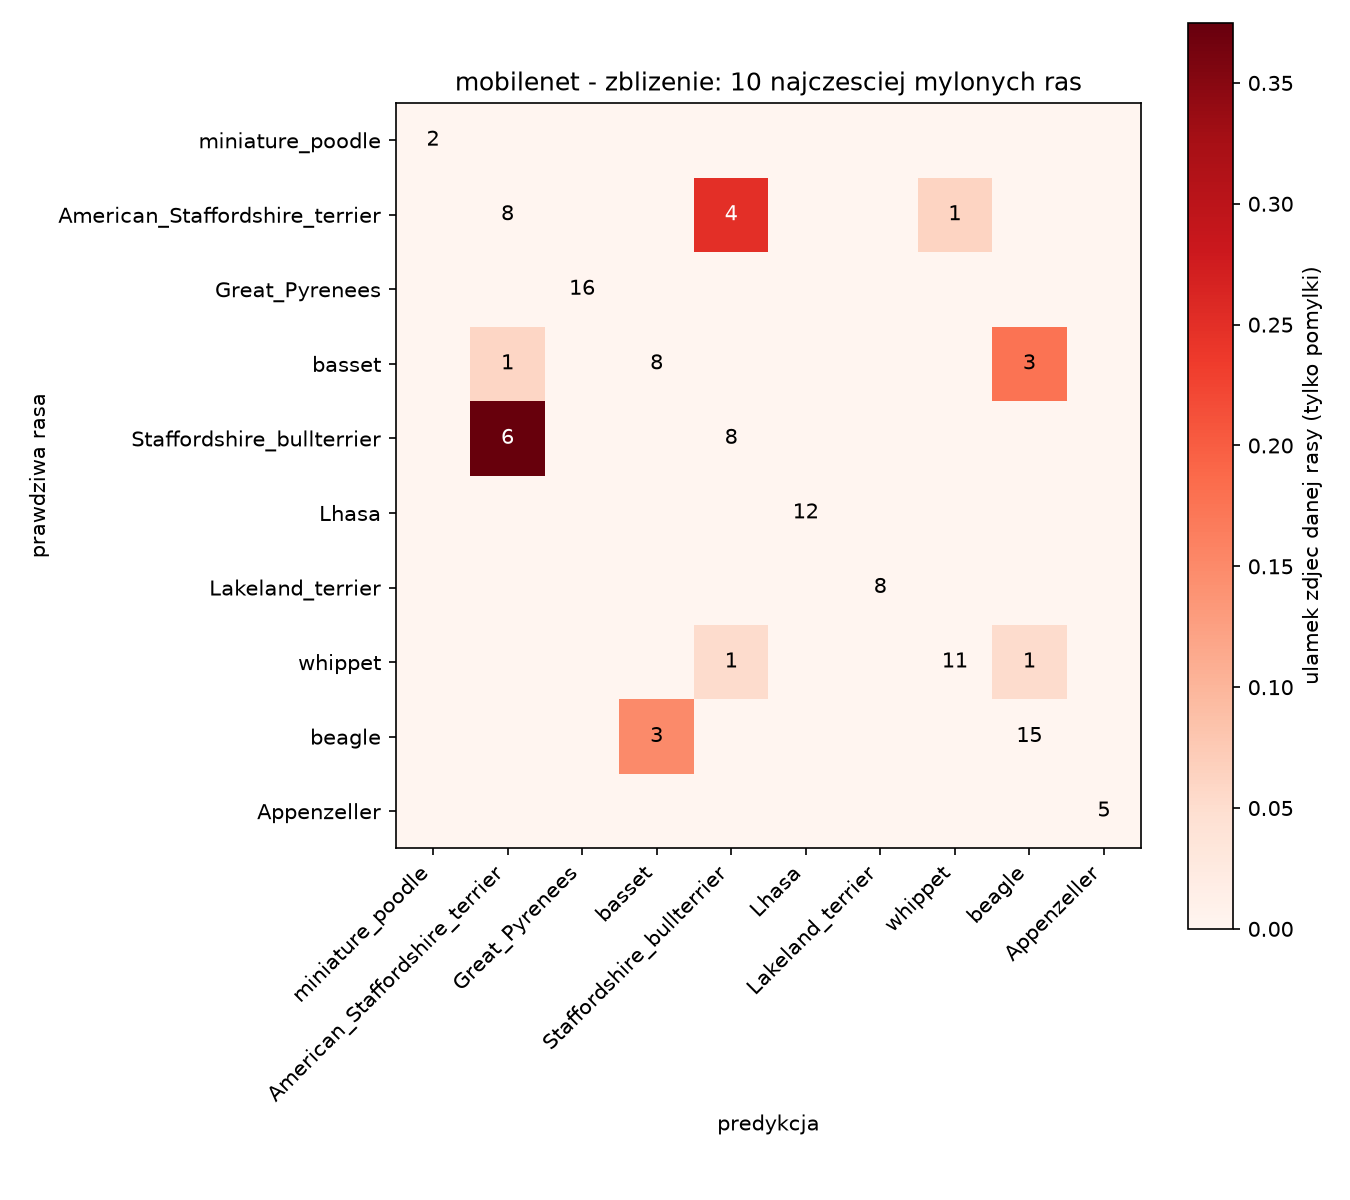 mobilenet - zblizenie: 10 najczesciej mylonych ras
prawdziwa rasa
miniature_poodle 2
American_Staffordshire_terrier 8 4 1
Great_Pyrenees 16
basset 1 8 3
Staffordshire_bullterrier 6 8
Lhasa 12
Lakeland_terrier 8
whippet 1 11 1
beagle 3 15
Appenzeller 5
miniature_poodle
American_Staffordshire_terrier
Great_Pyrenees
basset
Staffordshire_bullterrier
Lhasa
Lakeland_terrier
whippet
beagle
Appenzeller
predykcja
0.35
0.30
0.25
0.20
0.15
0.10
0.05
0.00
ulamek zdjec danej rasy (tylko pomylki)